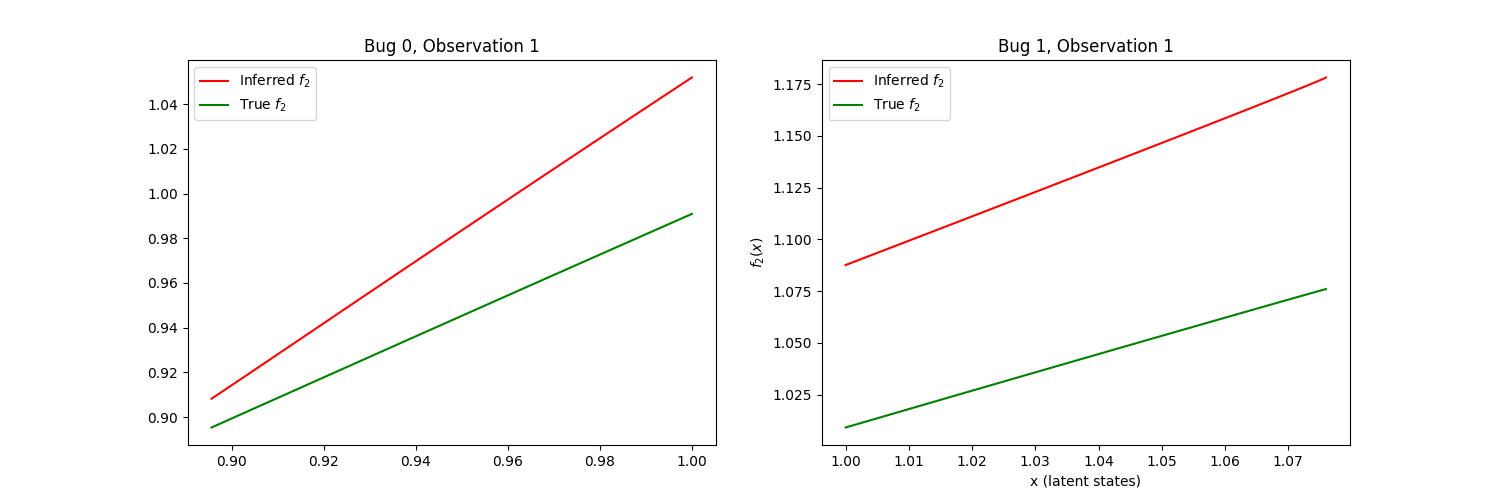 Bug 0, Observation 1
Inferred f₂
True f₂
1.04
1.02
1.00
0.98
0.96
0.94
0.92
0.90
0.90 0.92 0.94 0.96 0.98 1.00
Bug 1, Observation 1
Inferred f₂
True f₂
f₂(x)
1.175
1.150
1.125
1.100
1.075
1.050
1.025
1.00 1.01 1.02 1.03 1.04 1.05 1.06 1.07
x (latent states)